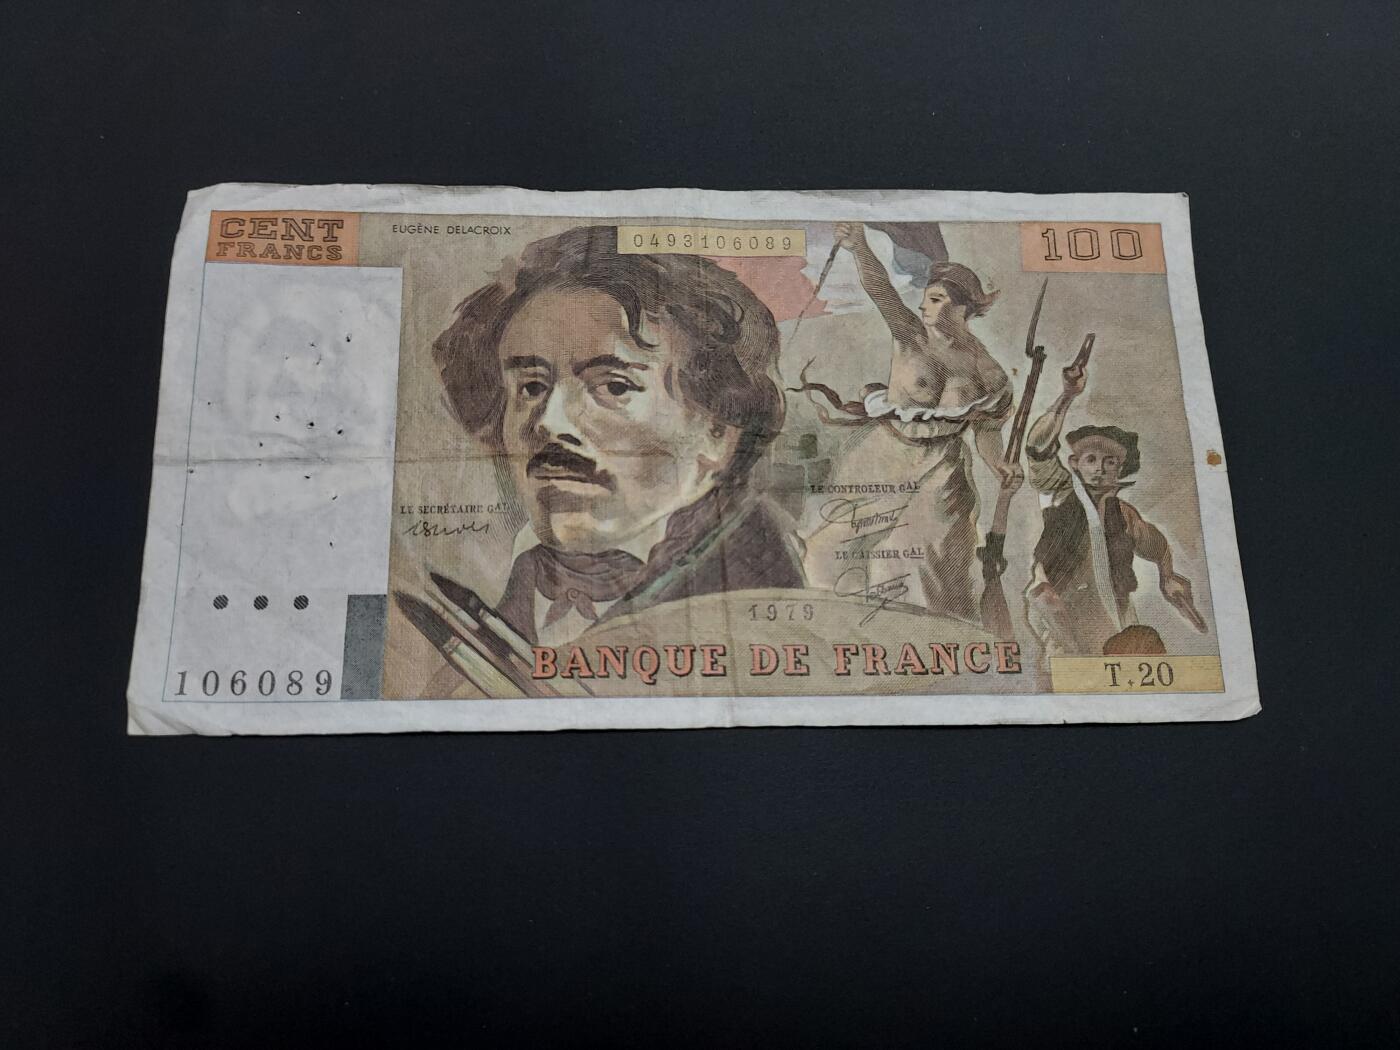 CENT
FRANCS
EUGÈNE DELACROIX
0493106089
100
LE SECRÉTAIRE GAL
LE CONTROLEUR GAL
LE CAISSIER GAL
1979
BANQUE DE FRANCE
106089
T.20